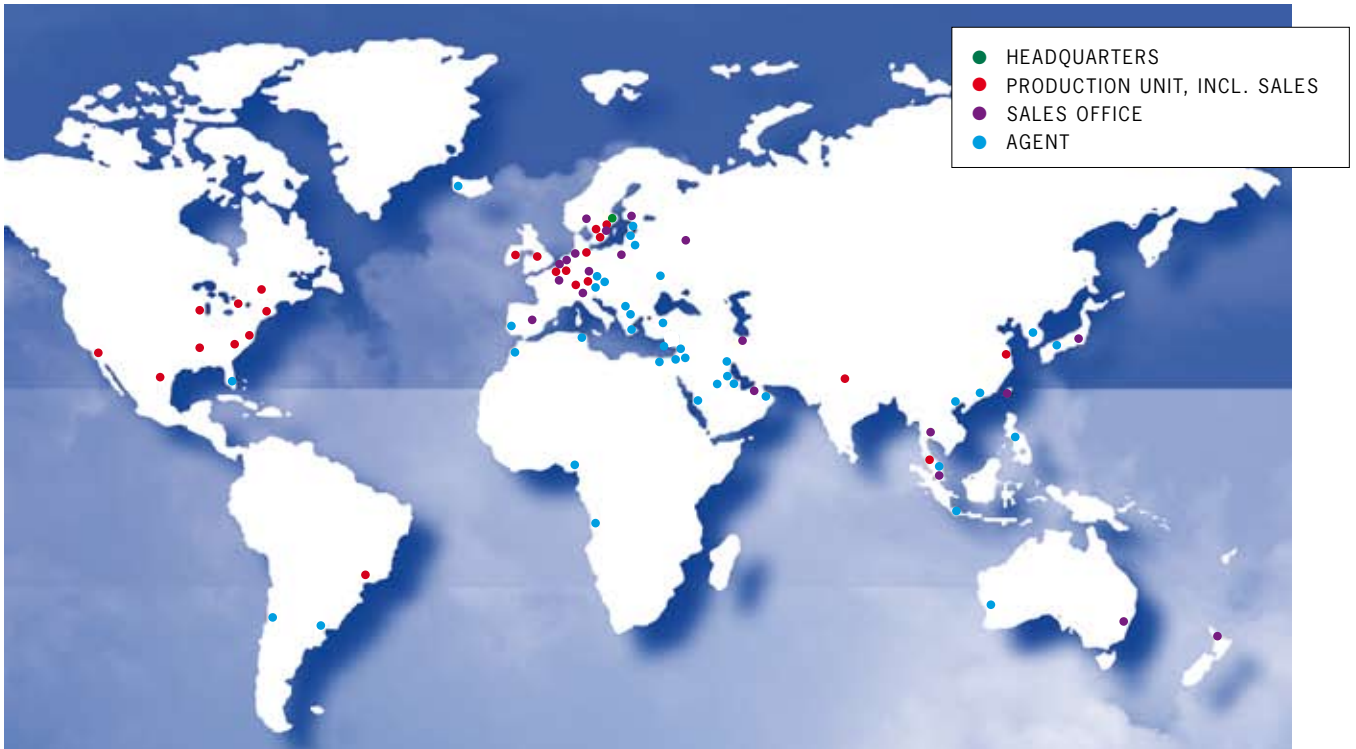 HEADQUARTERS
PRODUCTION UNIT, INCL. SALES
SALES OFFICE
AGENT